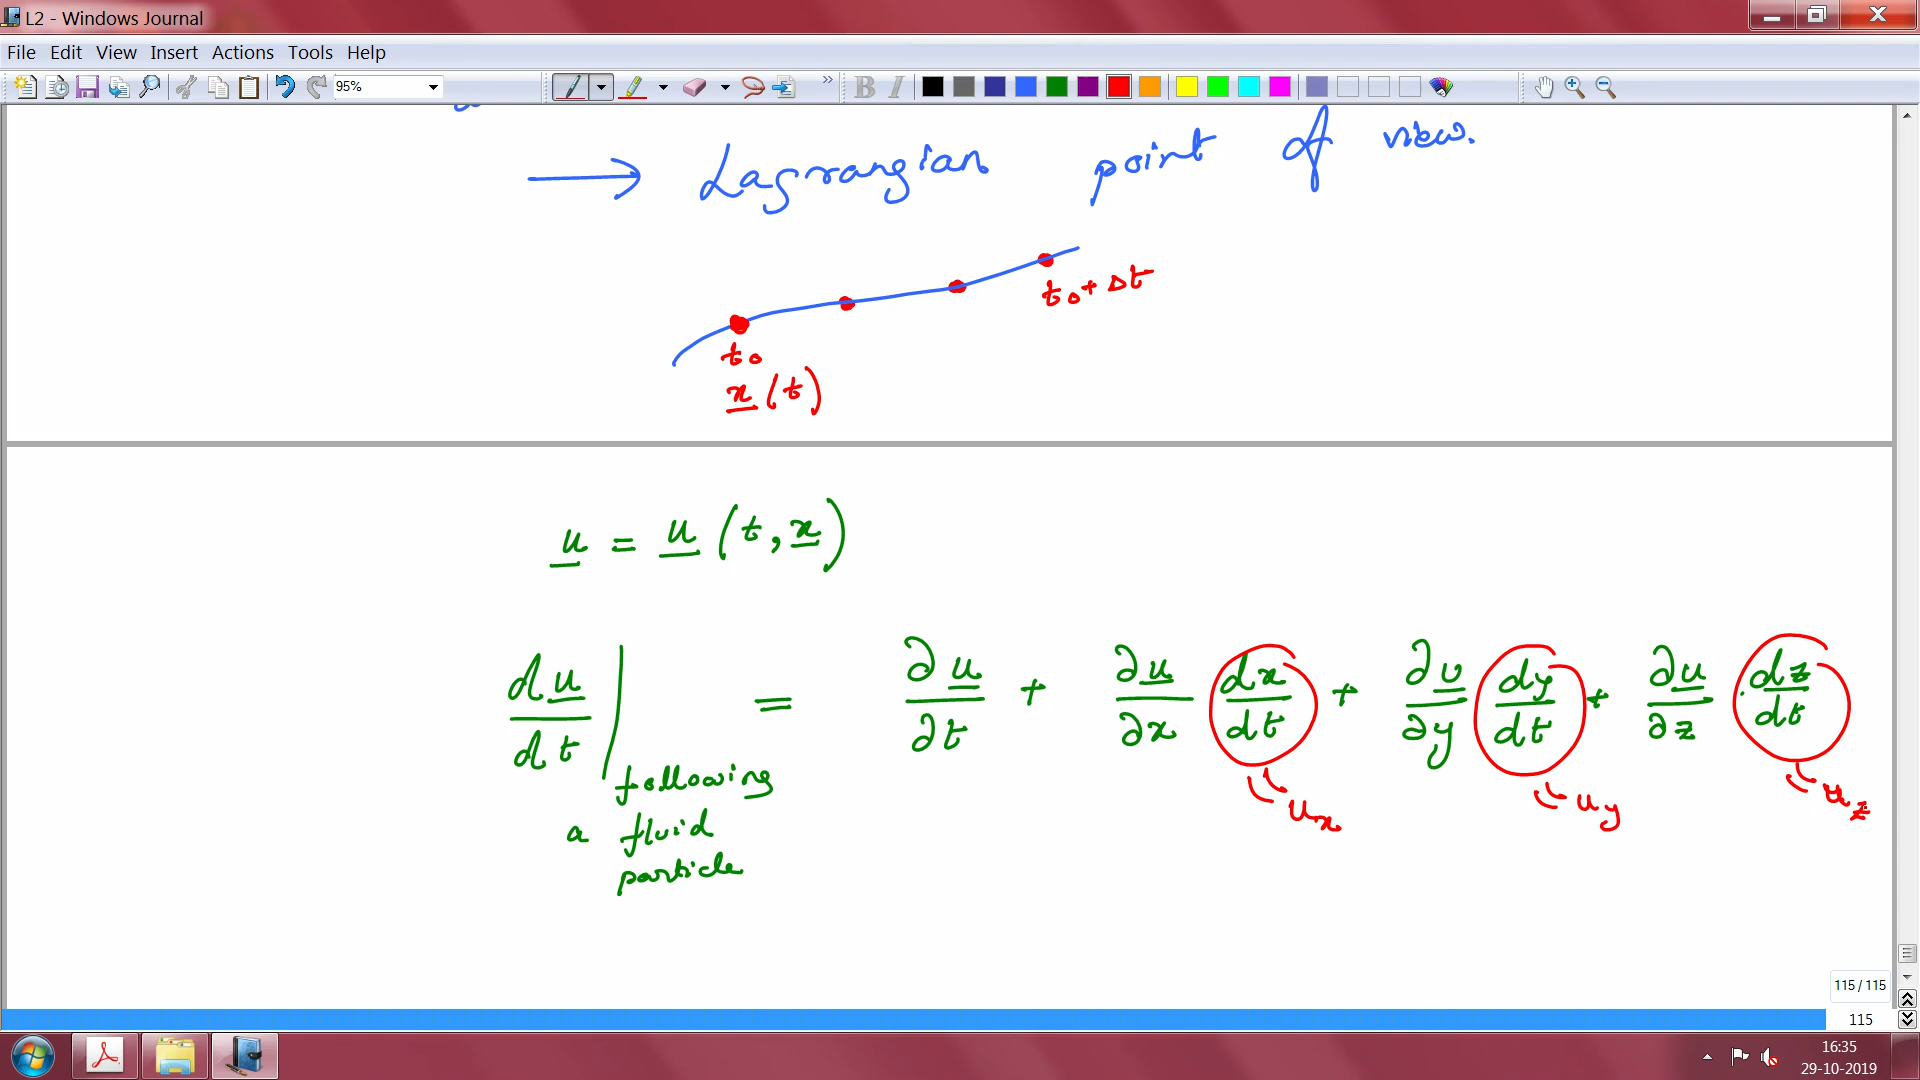 L2 - Windows Journal
File Edit View Insert Actions Tools Help
95%
B I
→ Lagrangian point of view.
t₀ + Δt
t₀
x̲ (t)
u̲ = u̲ (t, x̲)
du̲/dt | = ∂u̲/∂t + ∂u̲/∂x dx/dt + ∂u̲/∂y dy/dt + ∂u̲/∂z · dz/dt
following
a fluid
particle
uₓ
u_y
u_z
115 / 115
115
16:35
29-10-2019